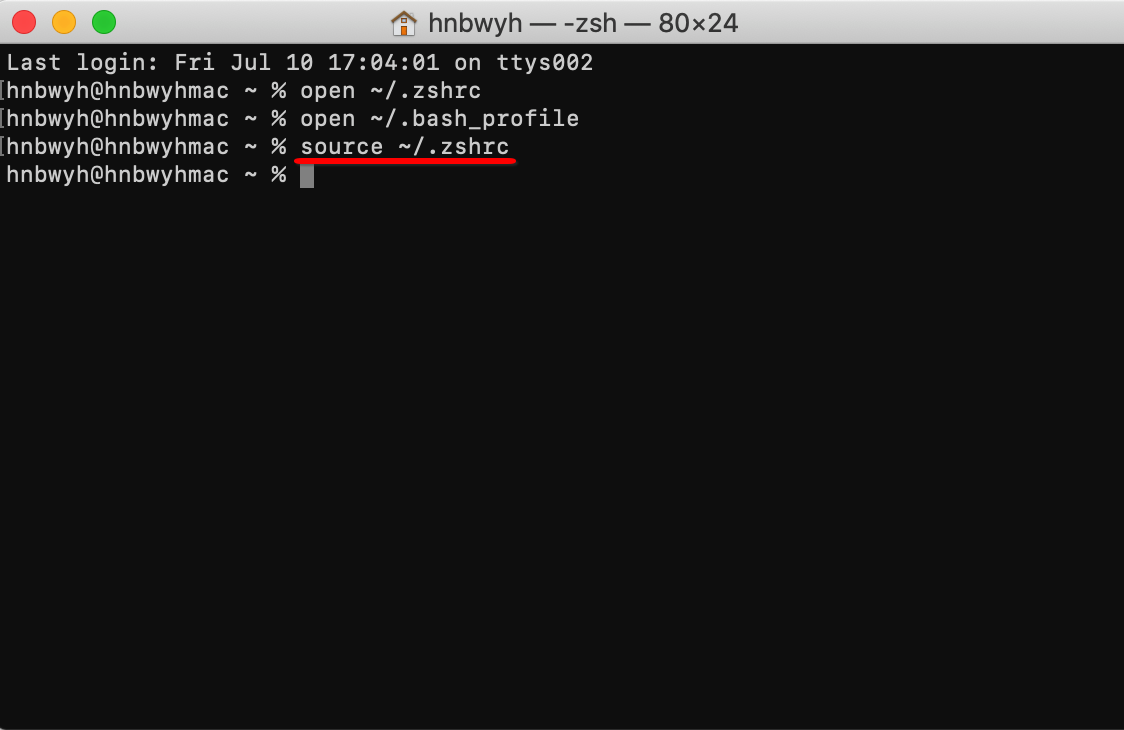 hnbwyh — -zsh — 80×24
Last login: Fri Jul 10 17:04:01 on ttys002
[hnbwyh@hnbwyhmac ~ % open ~/.zshrc
[hnbwyh@hnbwyhmac ~ % open ~/.bash_profile
[hnbwyh@hnbwyhmac ~ % source ~/.zshrc
hnbwyh@hnbwyhmac ~ %